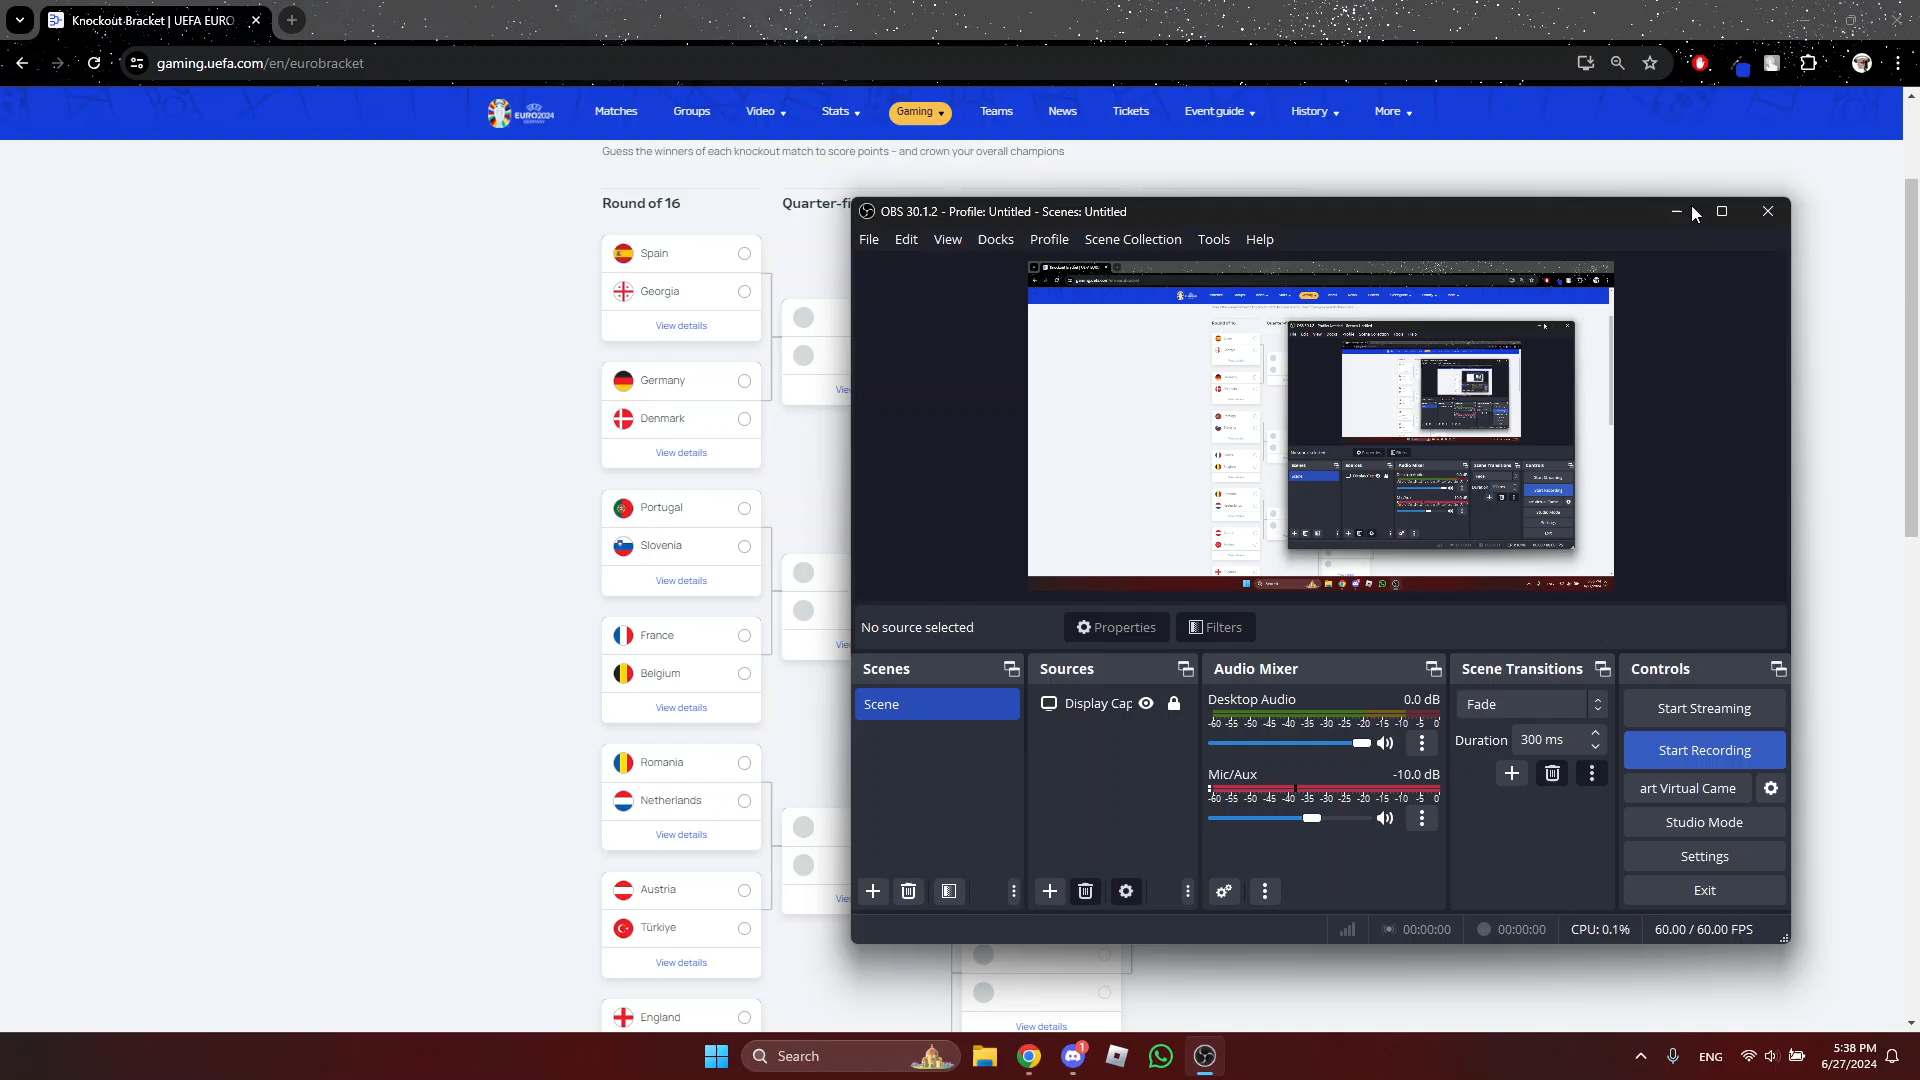 Knockout-Bracket | UEFA EURO
gaming.uefa.com/en/eurobracket
EURO2024
Matches
Groups
Video
Stats
Gaming
Teams
News
Tickets
Event guide
History
More
Guess the winners of each knockout match to score points – and crown your overall champions
Round of 16
Quarter-fi
Spain
Georgia
View details
Germany
Denmark
View details
Portugal
Slovenia
View details
France
Belgium
View details
Romania
Netherlands
View details
Austria
Türkiye
View details
England
Vie
Vie
Vie
View details
OBS 30.1.2 - Profile: Untitled - Scenes: Untitled
File
Edit
View
Docks
Profile
Scene Collection
Tools
Help
No source selected
Properties
Filters
Scenes
Scene
Sources
Display Cap
Audio Mixer
Desktop Audio
0.0 dB
-60 -55 -50 -45 -40 -35 -30 -25 -20 -15 -10 -5 0
Mic/Aux
-10.0 dB
-60 -55 -50 -45 -40 -35 -30 -25 -20 -15 -10 -5 0
Scene Transitions
Fade
Duration
300 ms
Controls
Start Streaming
Start Recording
art Virtual Came
Studio Mode
Settings
Exit
00:00:00
00:00:00
CPU: 0.1%
60.00 / 60.00 FPS
Search
1
ENG
5:38 PM
6/27/2024